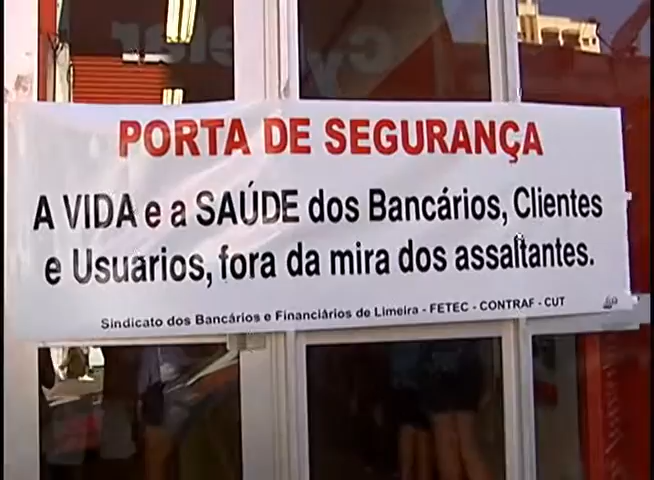 PORTA DE SEGURANÇA
A VIDA e a SAÚDE dos Bancários, Clientes
e Usuarios, fora da mira dos assaltantes.
Sindicato dos Bancários e Financiários de Limeira - FETEC - CONTRAF - CUT